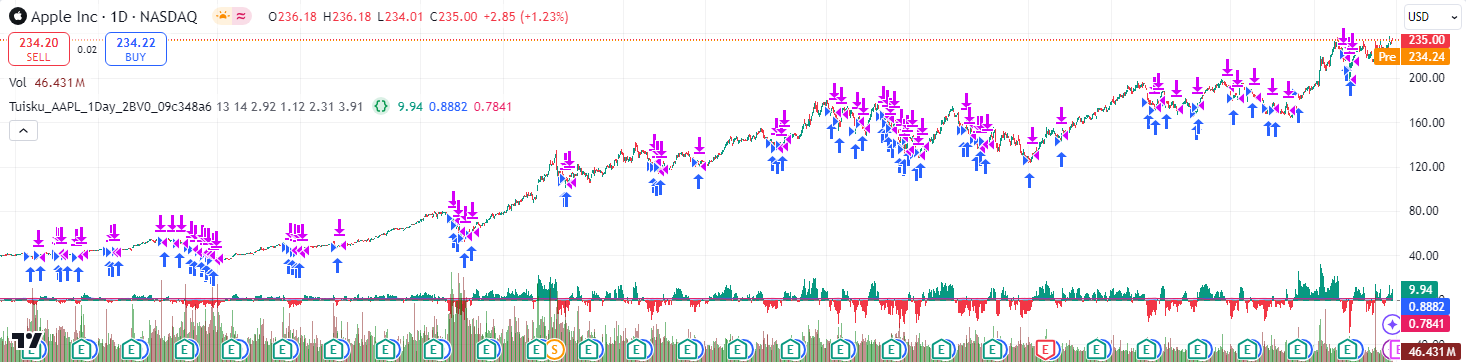 Apple Inc · 1D · NASDAQ O236.18 H236.18 L234.01 C235.00 +2.85 (+1.23%)
USD
234.20
SELL
0.02
234.22
BUY
235.00
Pre 234.24
Vol 46.431M
200.00
Tuisku_AAPL_1Day_2BV0_09c348a6 13 14 2.92 1.12 2.31 3.91 {} 9.94 0.8882 0.7841
160.00
120.00
80.00
40.00
9.94
0.8882
0.7841
E E E E E E E E E E S E E E E E E E E E E E E E E E E E
46.431M